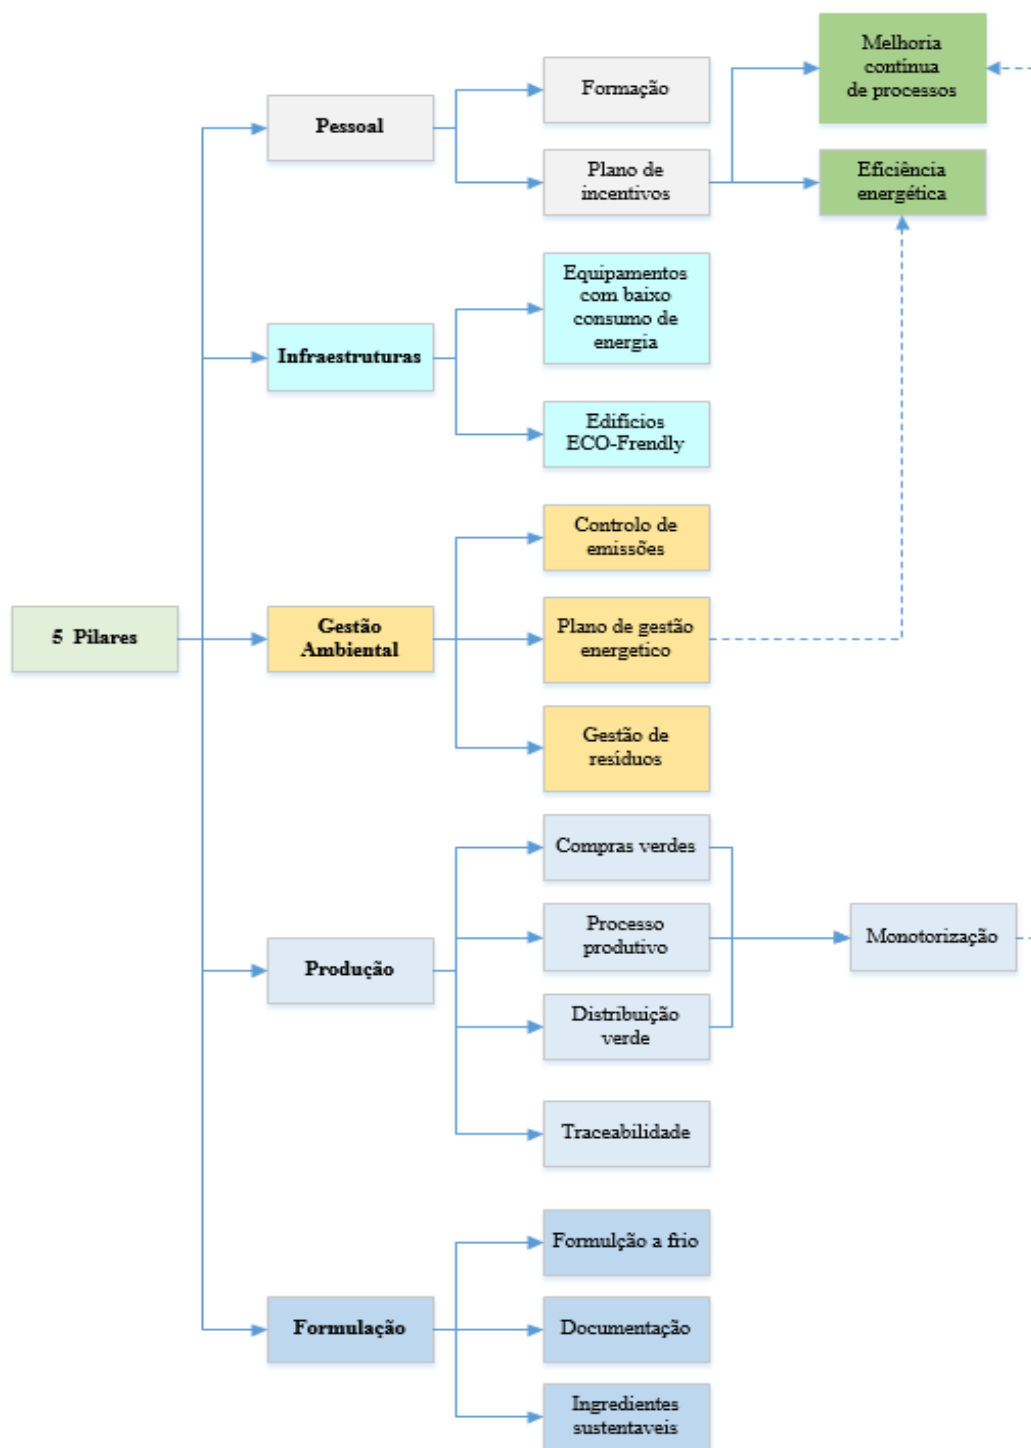 Melhoria
contínua
de processos
Formação
Pessoal
Plano de
incentivos
Eficiência
energética
Equipamentos
com baixo
consumo de
energia
Infraestruturas
Edifícios
ECO-Frendly
Controlo de
emissões
5 Pilares
Gestão
Ambiental
Plano de gestão
energetico
Gestão de
resíduos
Compras verdes
Processo
produtivo
Monotorização
Produção
Distribuição
verde
Traceabilidade
Formulção a frio
Formulação
Documentação
Ingredientes
sustentaveis